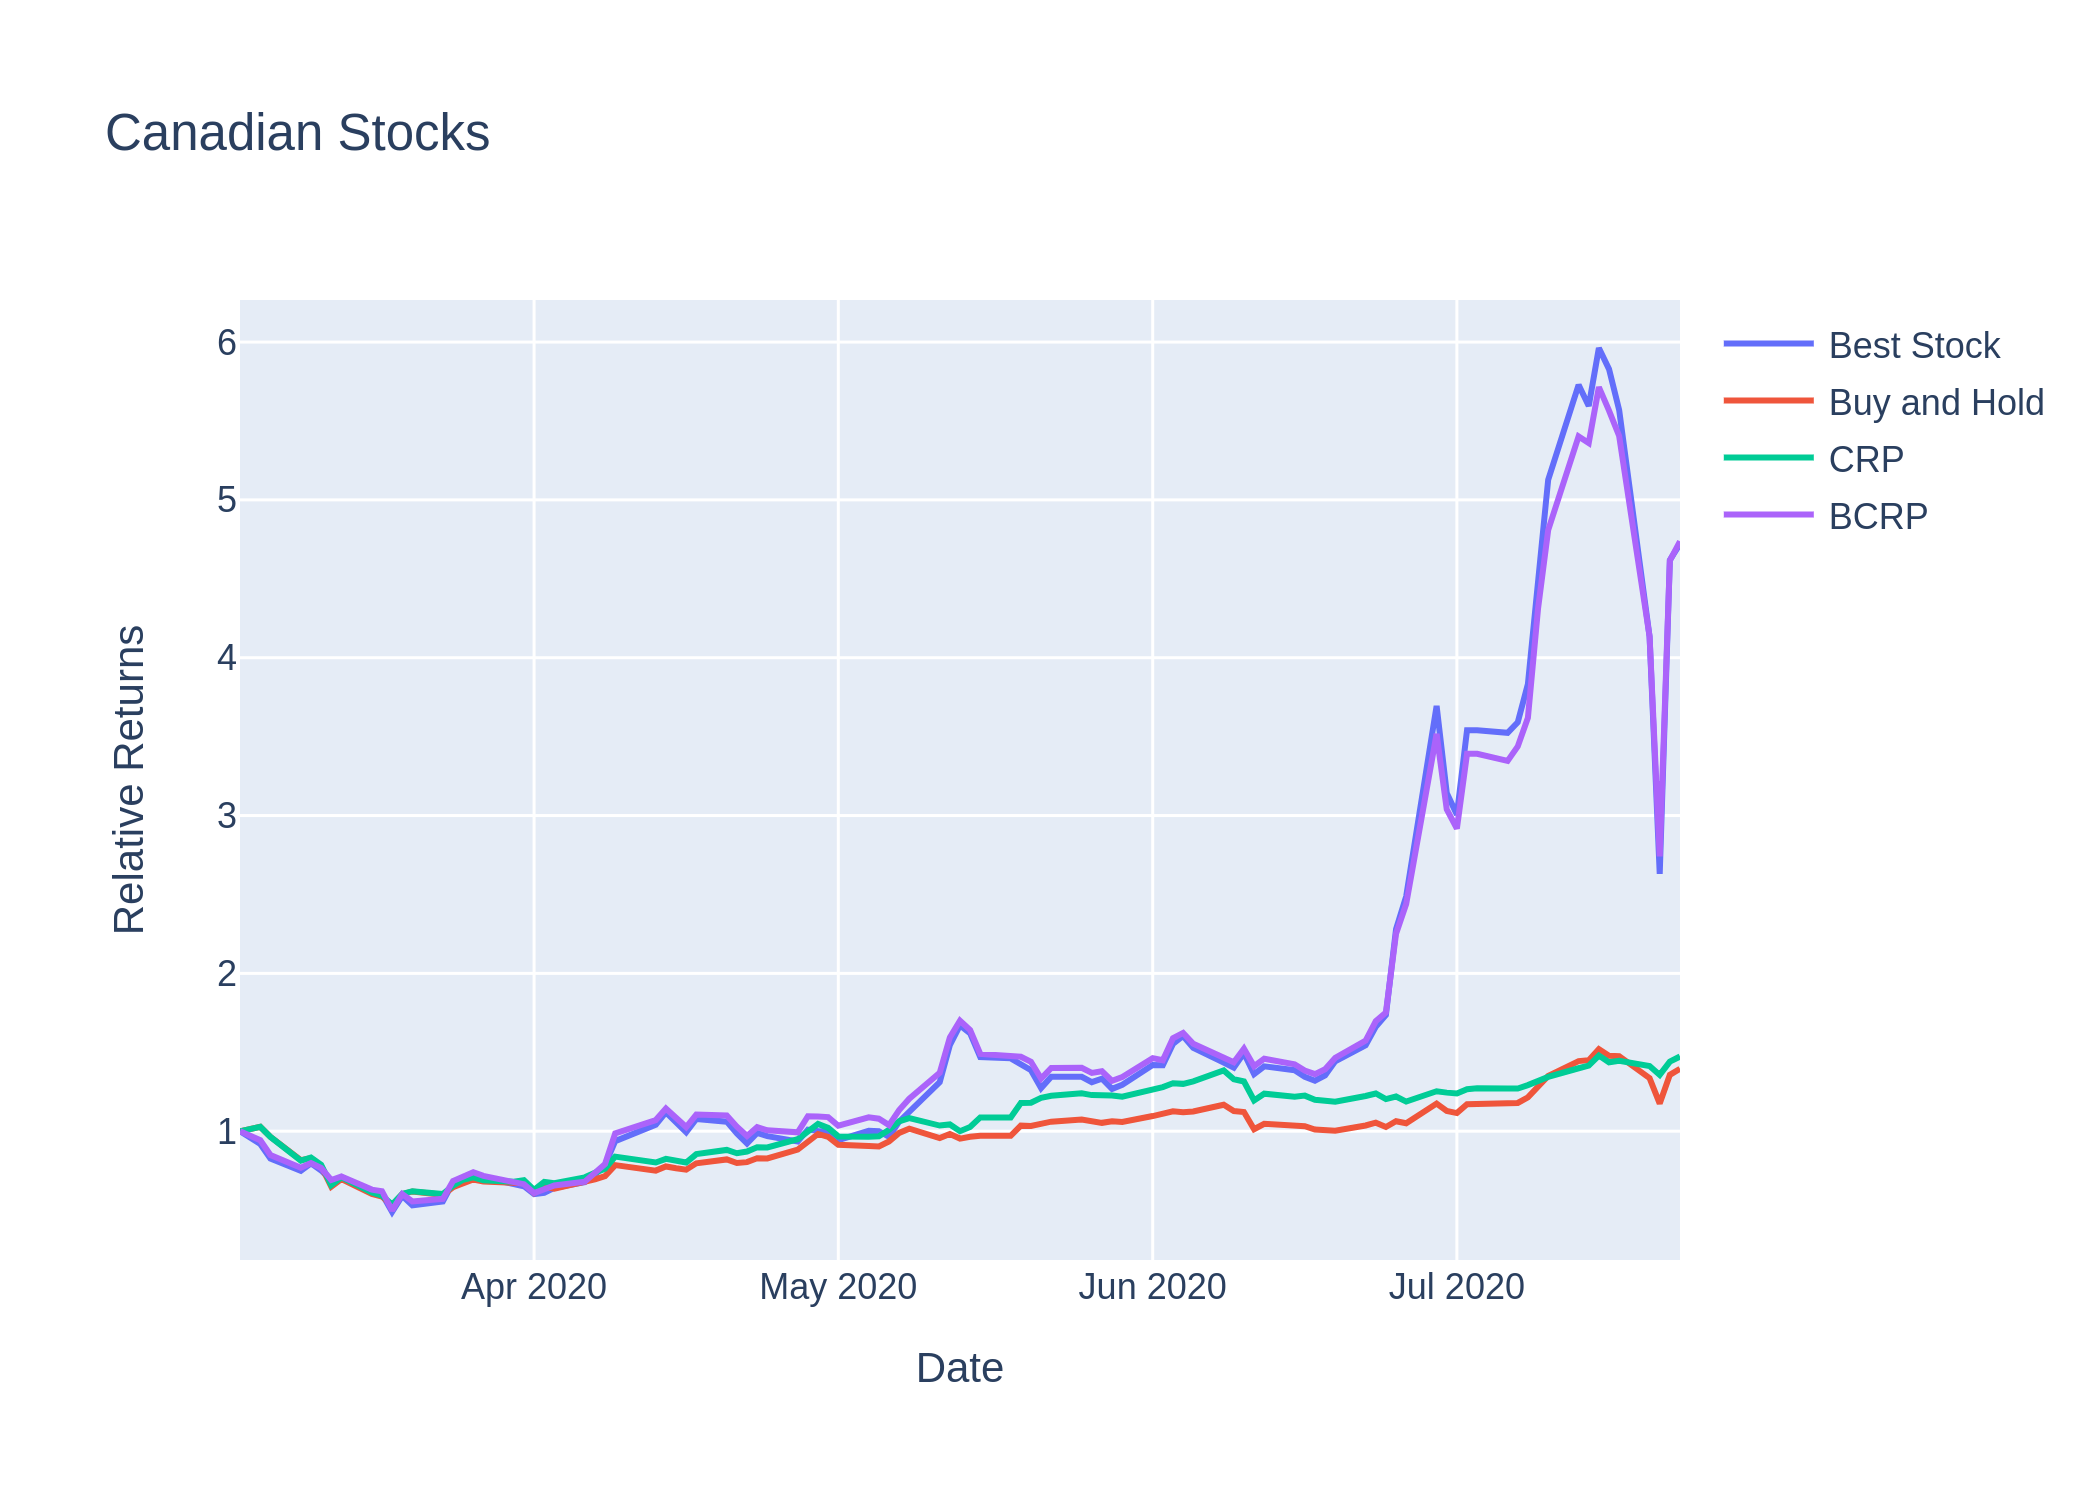 Canadian Stocks
6
5
4
3
2
1
Relative Returns
Apr 2020
May 2020
Jun 2020
Jul 2020
Date
Best Stock
Buy and Hold
CRP
BCRP